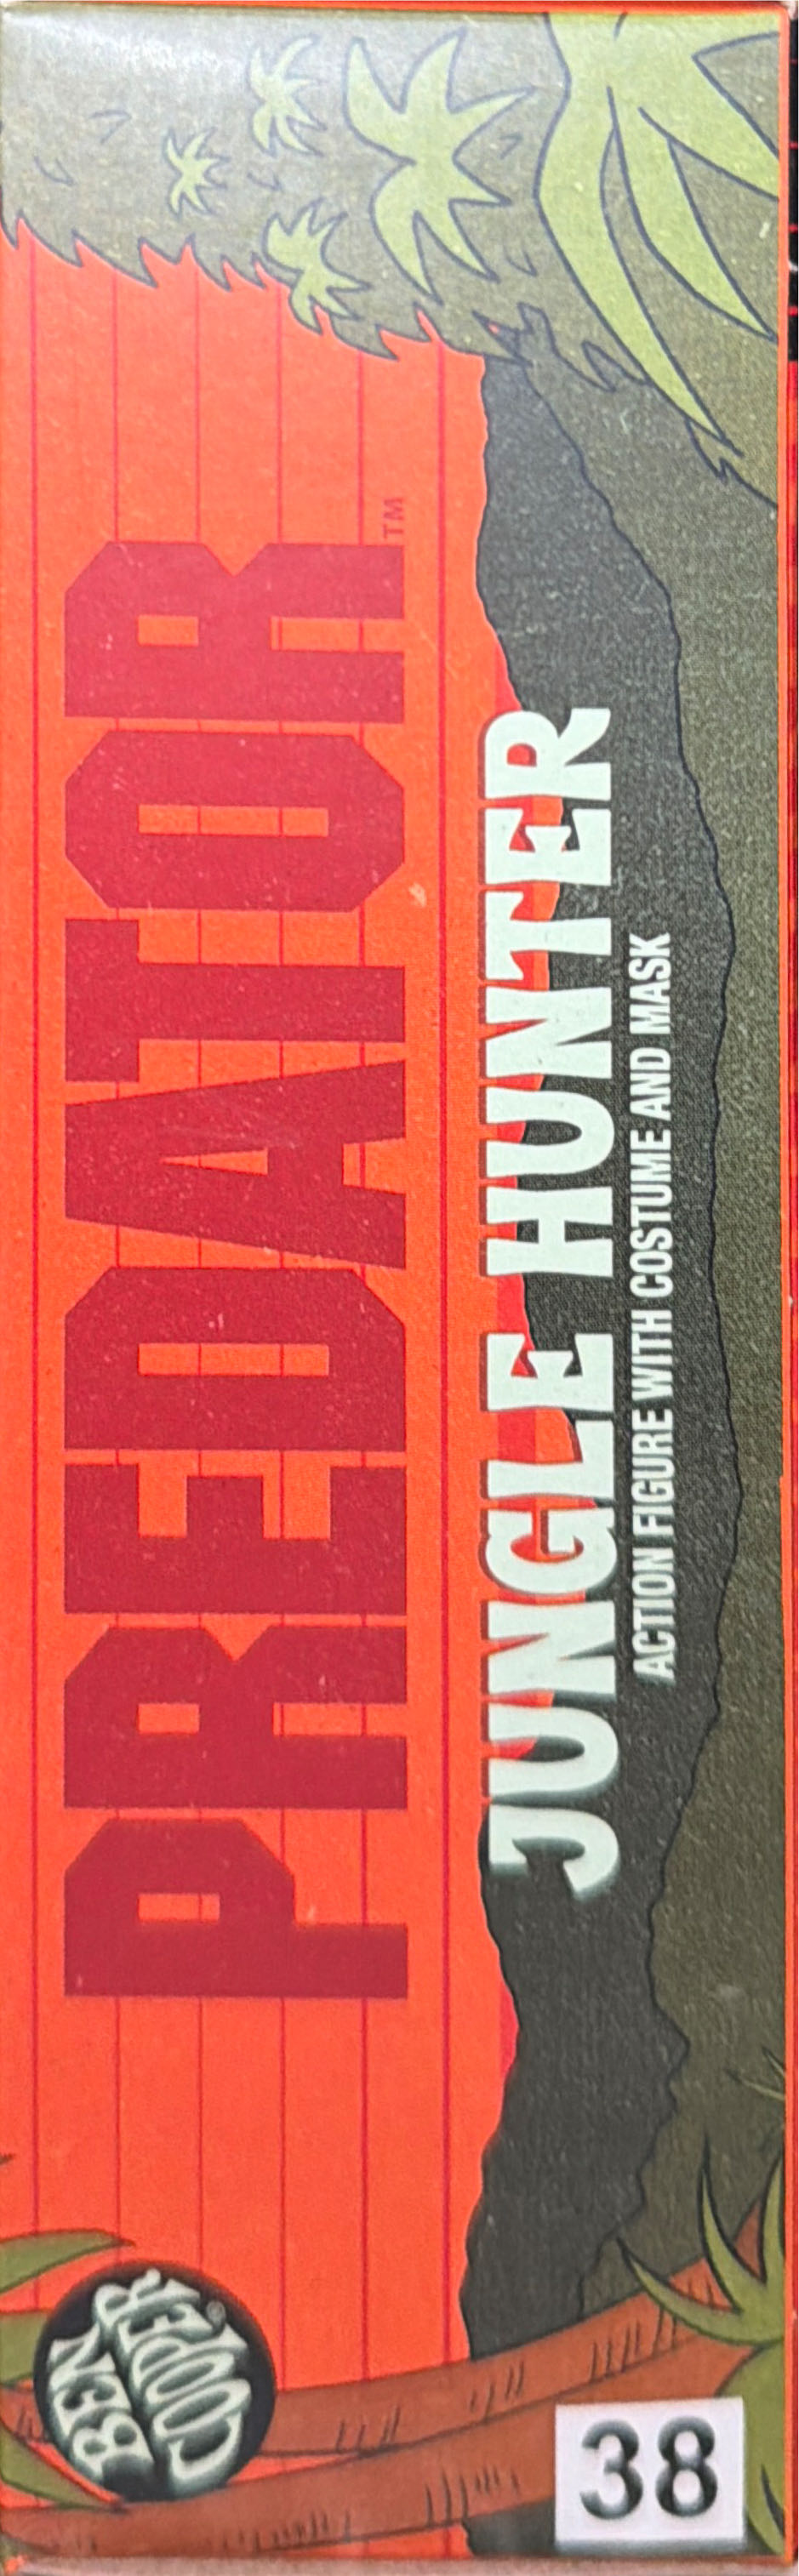 PREDATOR™
JUNGLE HUNTER
ACTION FIGURE WITH COSTUME AND MASK
BEN
COOPER®
38